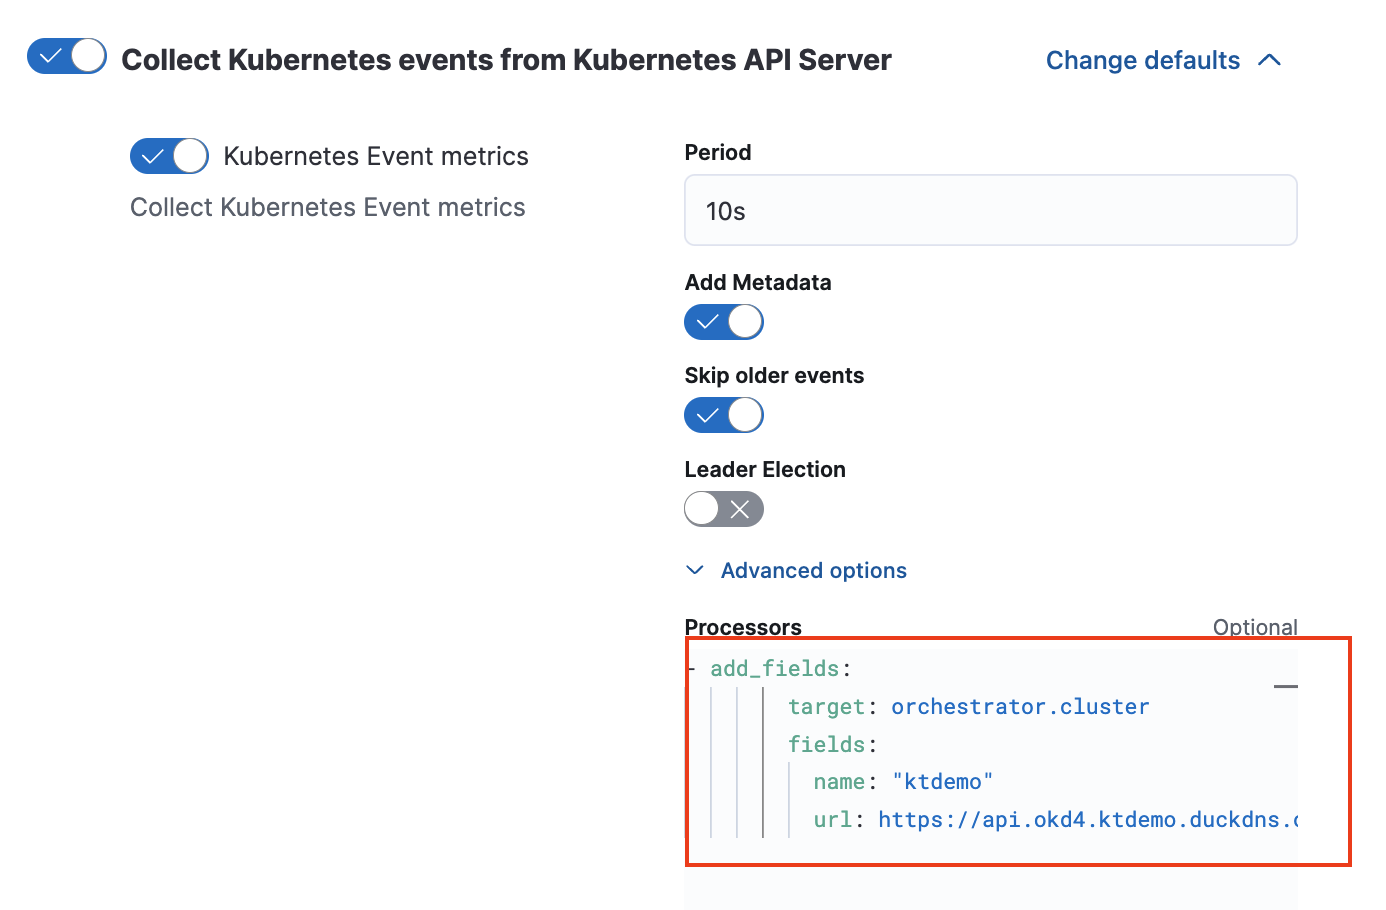 Collect Kubernetes events from Kubernetes API Server
Change defaults
Kubernetes Event metrics
Collect Kubernetes Event metrics
Period
10s
Add Metadata
Skip older events
Leader Election
Advanced options
Processors
Optional
- add_fields:
target: orchestrator.cluster
fields:
name: "ktdemo"
url: https://api.okd4.ktdemo.duckdns.